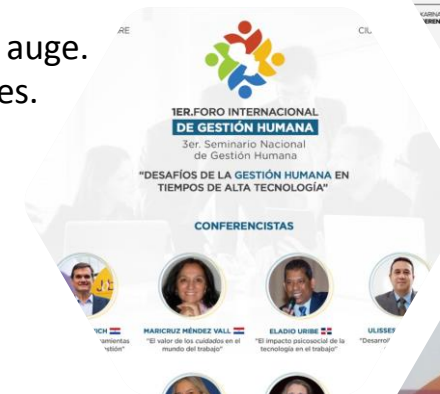 auge.
es.
1ER.FORO INTERNACIONAL
DE GESTIÓN HUMANA
3er. Seminario Nacional
de Gestión Humana
"DESAFÍOS DE LA GESTIÓN HUMANA EN
TIEMPOS DE ALTA TECNOLOGÍA"
CONFERENCISTAS
MARICRUZ MÉNDEZ VALL
"El valor de los cuidados en el
mundo del trabajo"
ELADIO URIBE
"El impacto psicosocial de la
tecnología en el trabajo"